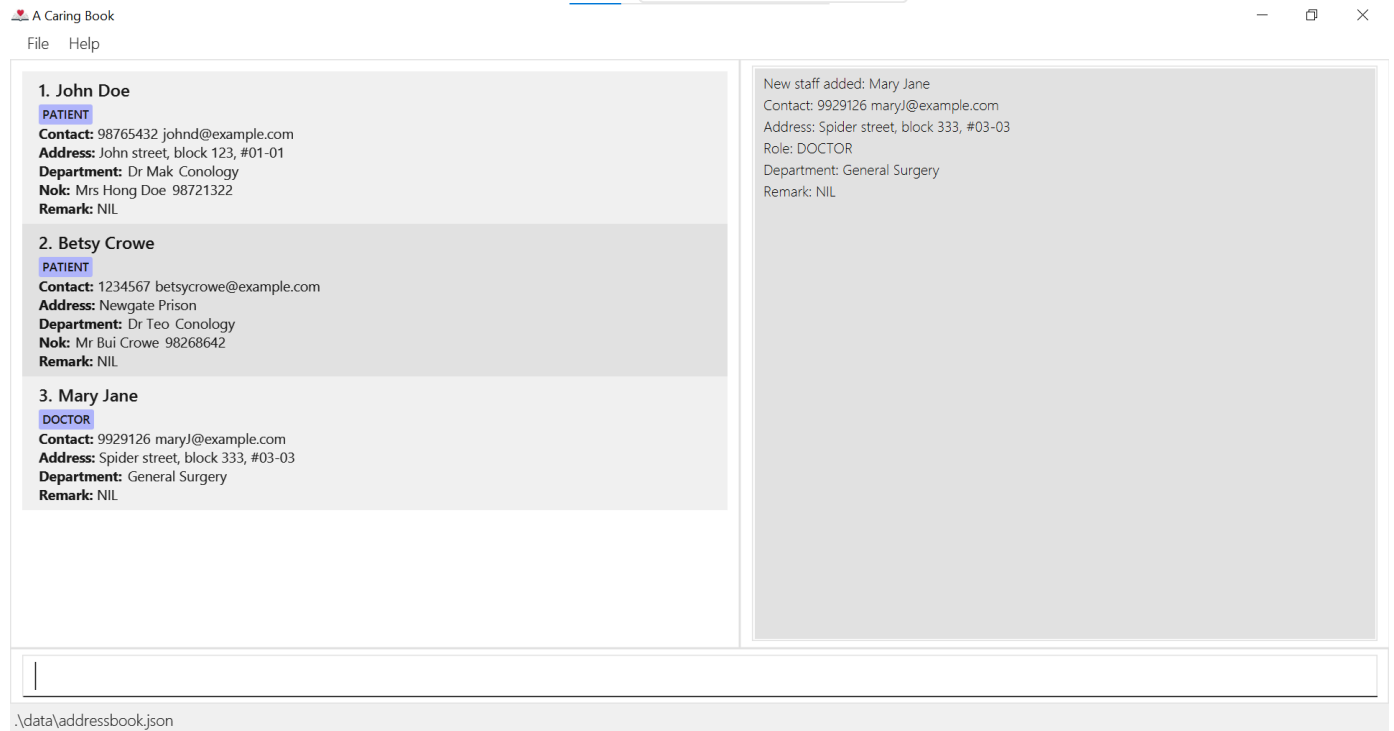 A Caring Book
File Help
1. John Doe
PATIENT
Contact: 98765432 johnd@example.com
Address: John street, block 123, #01-01
Department: Dr Mak Conology
Nok: Mrs Hong Doe 98721322
Remark: NIL
2. Betsy Crowe
PATIENT
Contact: 1234567 betsycrowe@example.com
Address: Newgate Prison
Department: Dr Teo Conology
Nok: Mr Bui Crowe 98268642
Remark: NIL
3. Mary Jane
DOCTOR
Contact: 9929126 maryJ@example.com
Address: Spider street, block 333, #03-03
Department: General Surgery
Remark: NIL
New staff added: Mary Jane
Contact: 9929126 maryJ@example.com
Address: Spider street, block 333, #03-03
Role: DOCTOR
Department: General Surgery
Remark: NIL
.\data\addressbook.json